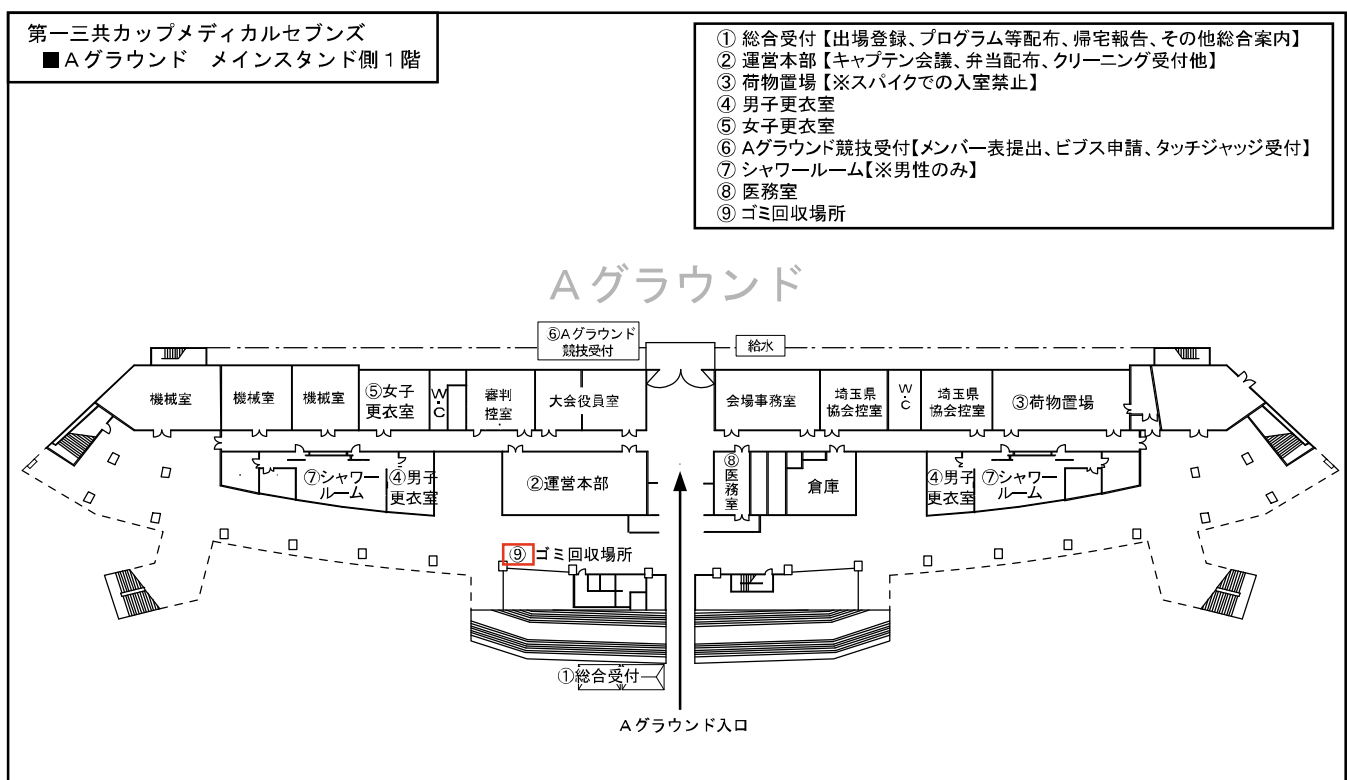 第一三共カップメディカルセブンズ
■Aグラウンド　メインスタンド側1階
① 総合受付【出場登録、プログラム等配布、帰宅報告、その他総合案内】
② 運営本部【キャプテン会議、弁当配布、クリーニング受付他】
③ 荷物置場【※スパイクでの入室禁止】
④ 男子更衣室
⑤ 女子更衣室
⑥ Aグラウンド競技受付【メンバー表提出、ビブス申請、タッチジャッジ受付】
⑦ シャワールーム【※男性のみ】
⑧ 医務室
⑨ ゴミ回収場所
Aグラウンド
⑥Aグラウンド
競技受付
給水
機械室
機械室
機械室
⑤女子
更衣室
W・C
審判
控室
大会役員室
会場事務室
埼玉県
協会控室
W・C
埼玉県
協会控室
③荷物置場
⑦シャワー
ルーム
④男子
更衣室
②運営本部
⑧医務室
倉庫
④男子
更衣室
⑦シャワー
ルーム
⑨ ゴミ回収場所
①総合受付
Aグラウンド入口